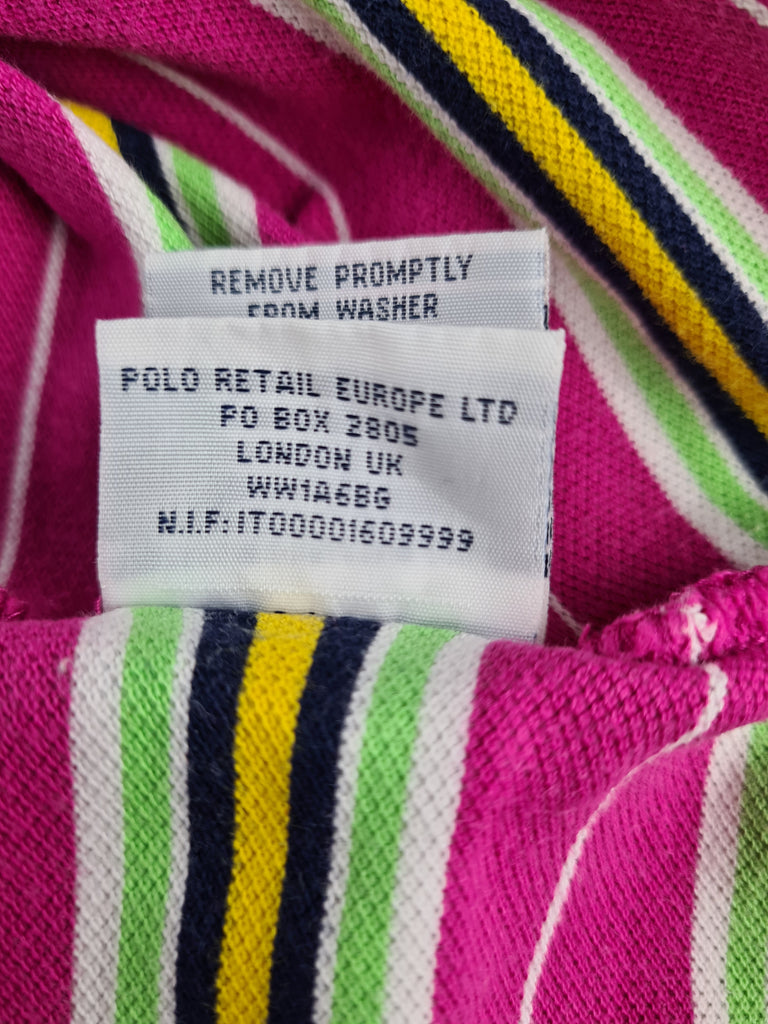 REMOVE PROMPTLY
FROM WASHER
POLO RETAIL EUROPE LTD
PO BOX 2805
LONDON UK
WW1A6BG
N.I.F: IT00001609999